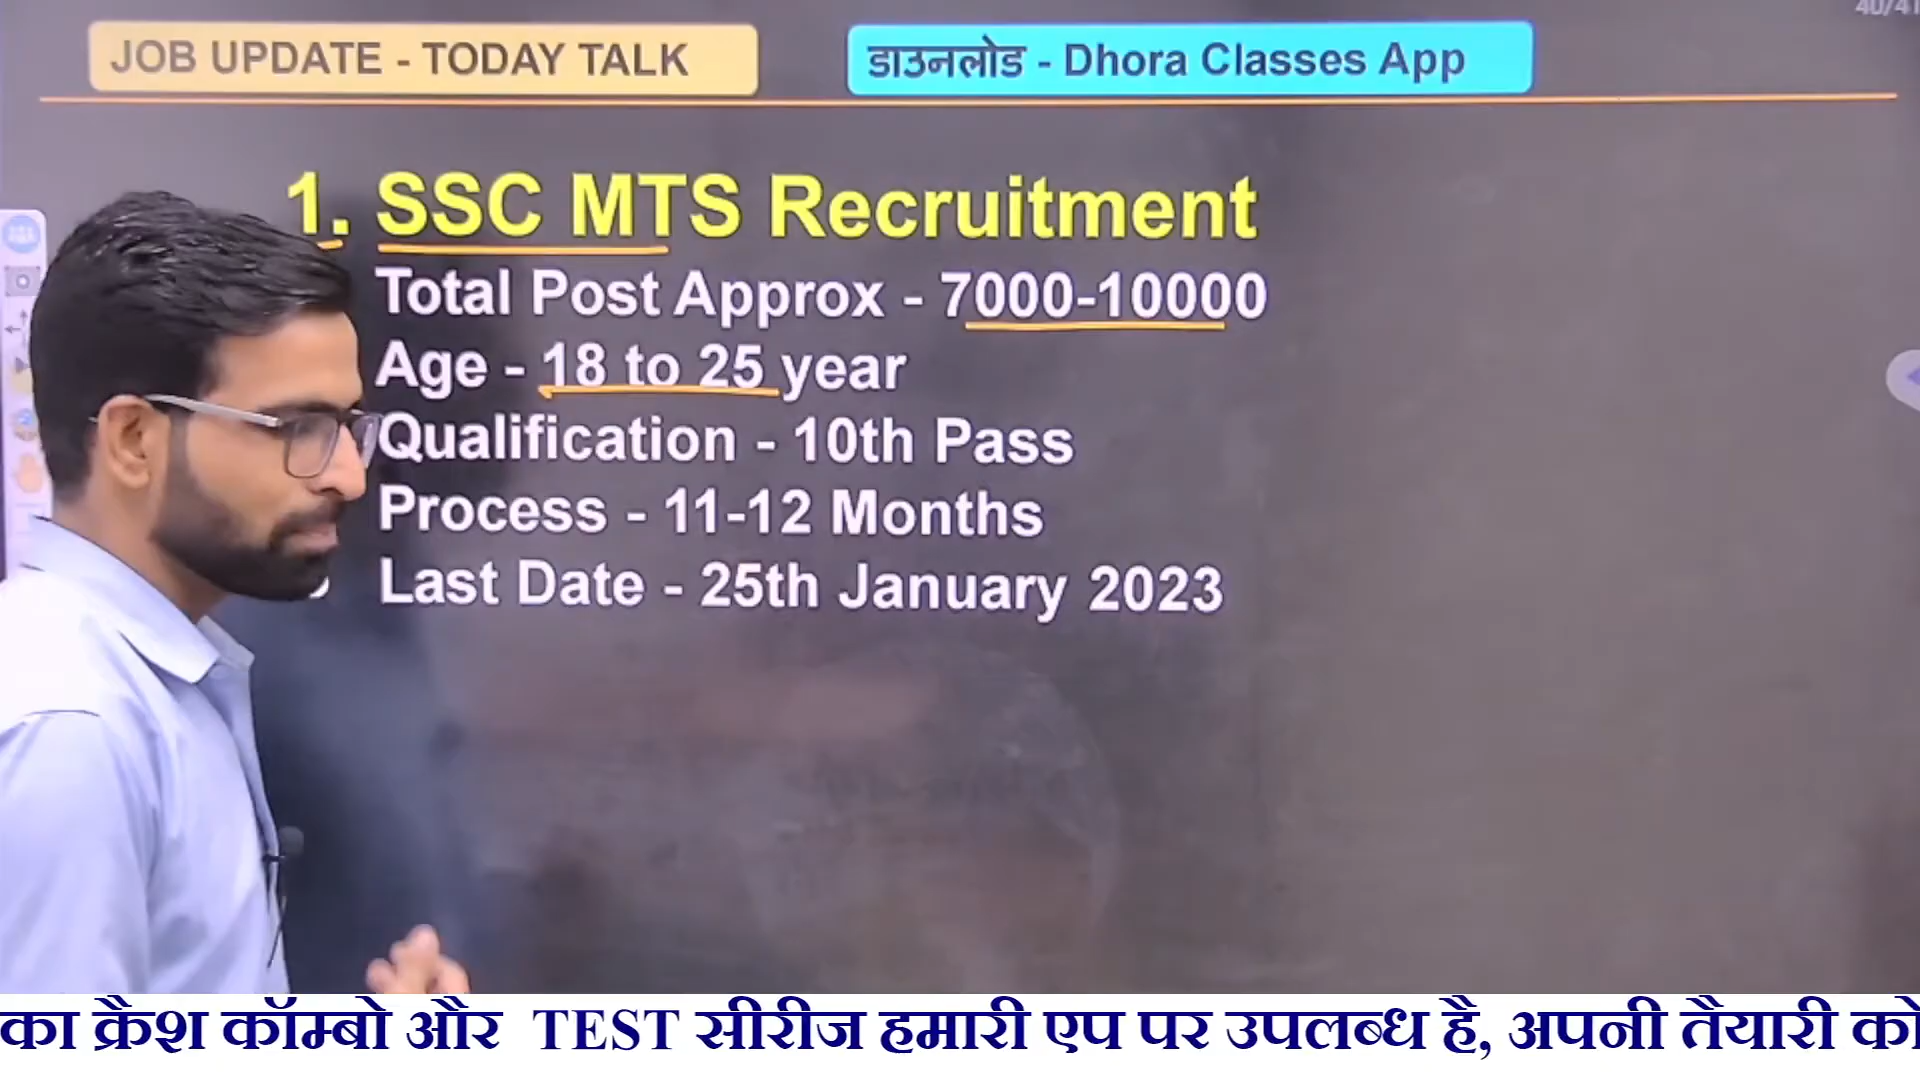 JOB UPDATE - TODAY TALK
डाउनलोड - Dhora Classes App
1. SSC MTS Recruitment
Total Post Approx - 7000-10000
Age - 18 to 25 year
Qualification - 10th Pass
Process - 11-12 Months
Last Date - 25th January 2023
का क्रैश कॉम्बो और TEST सीरीज हमारी एप पर उपलब्ध है, अपनी तैयारी को